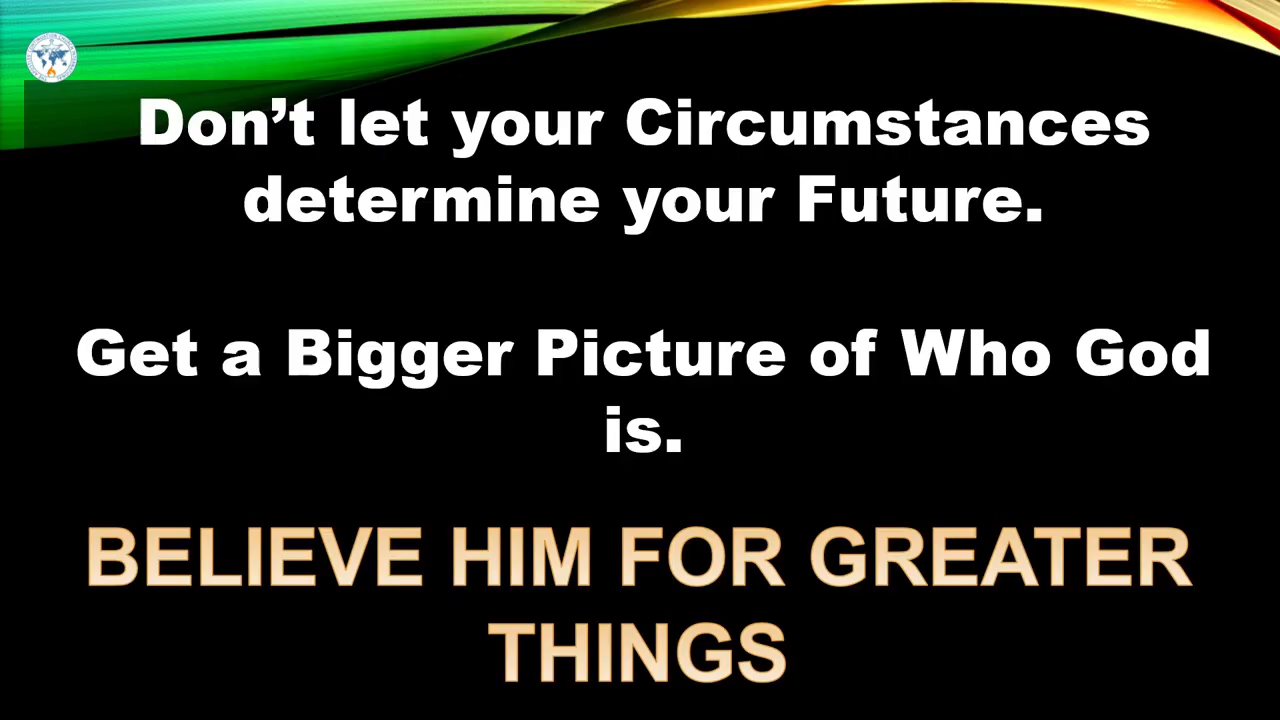 Don’t let your Circumstances
determine your Future.
Get a Bigger Picture of Who God
is.
BELIEVE HIM FOR GREATER
THINGS